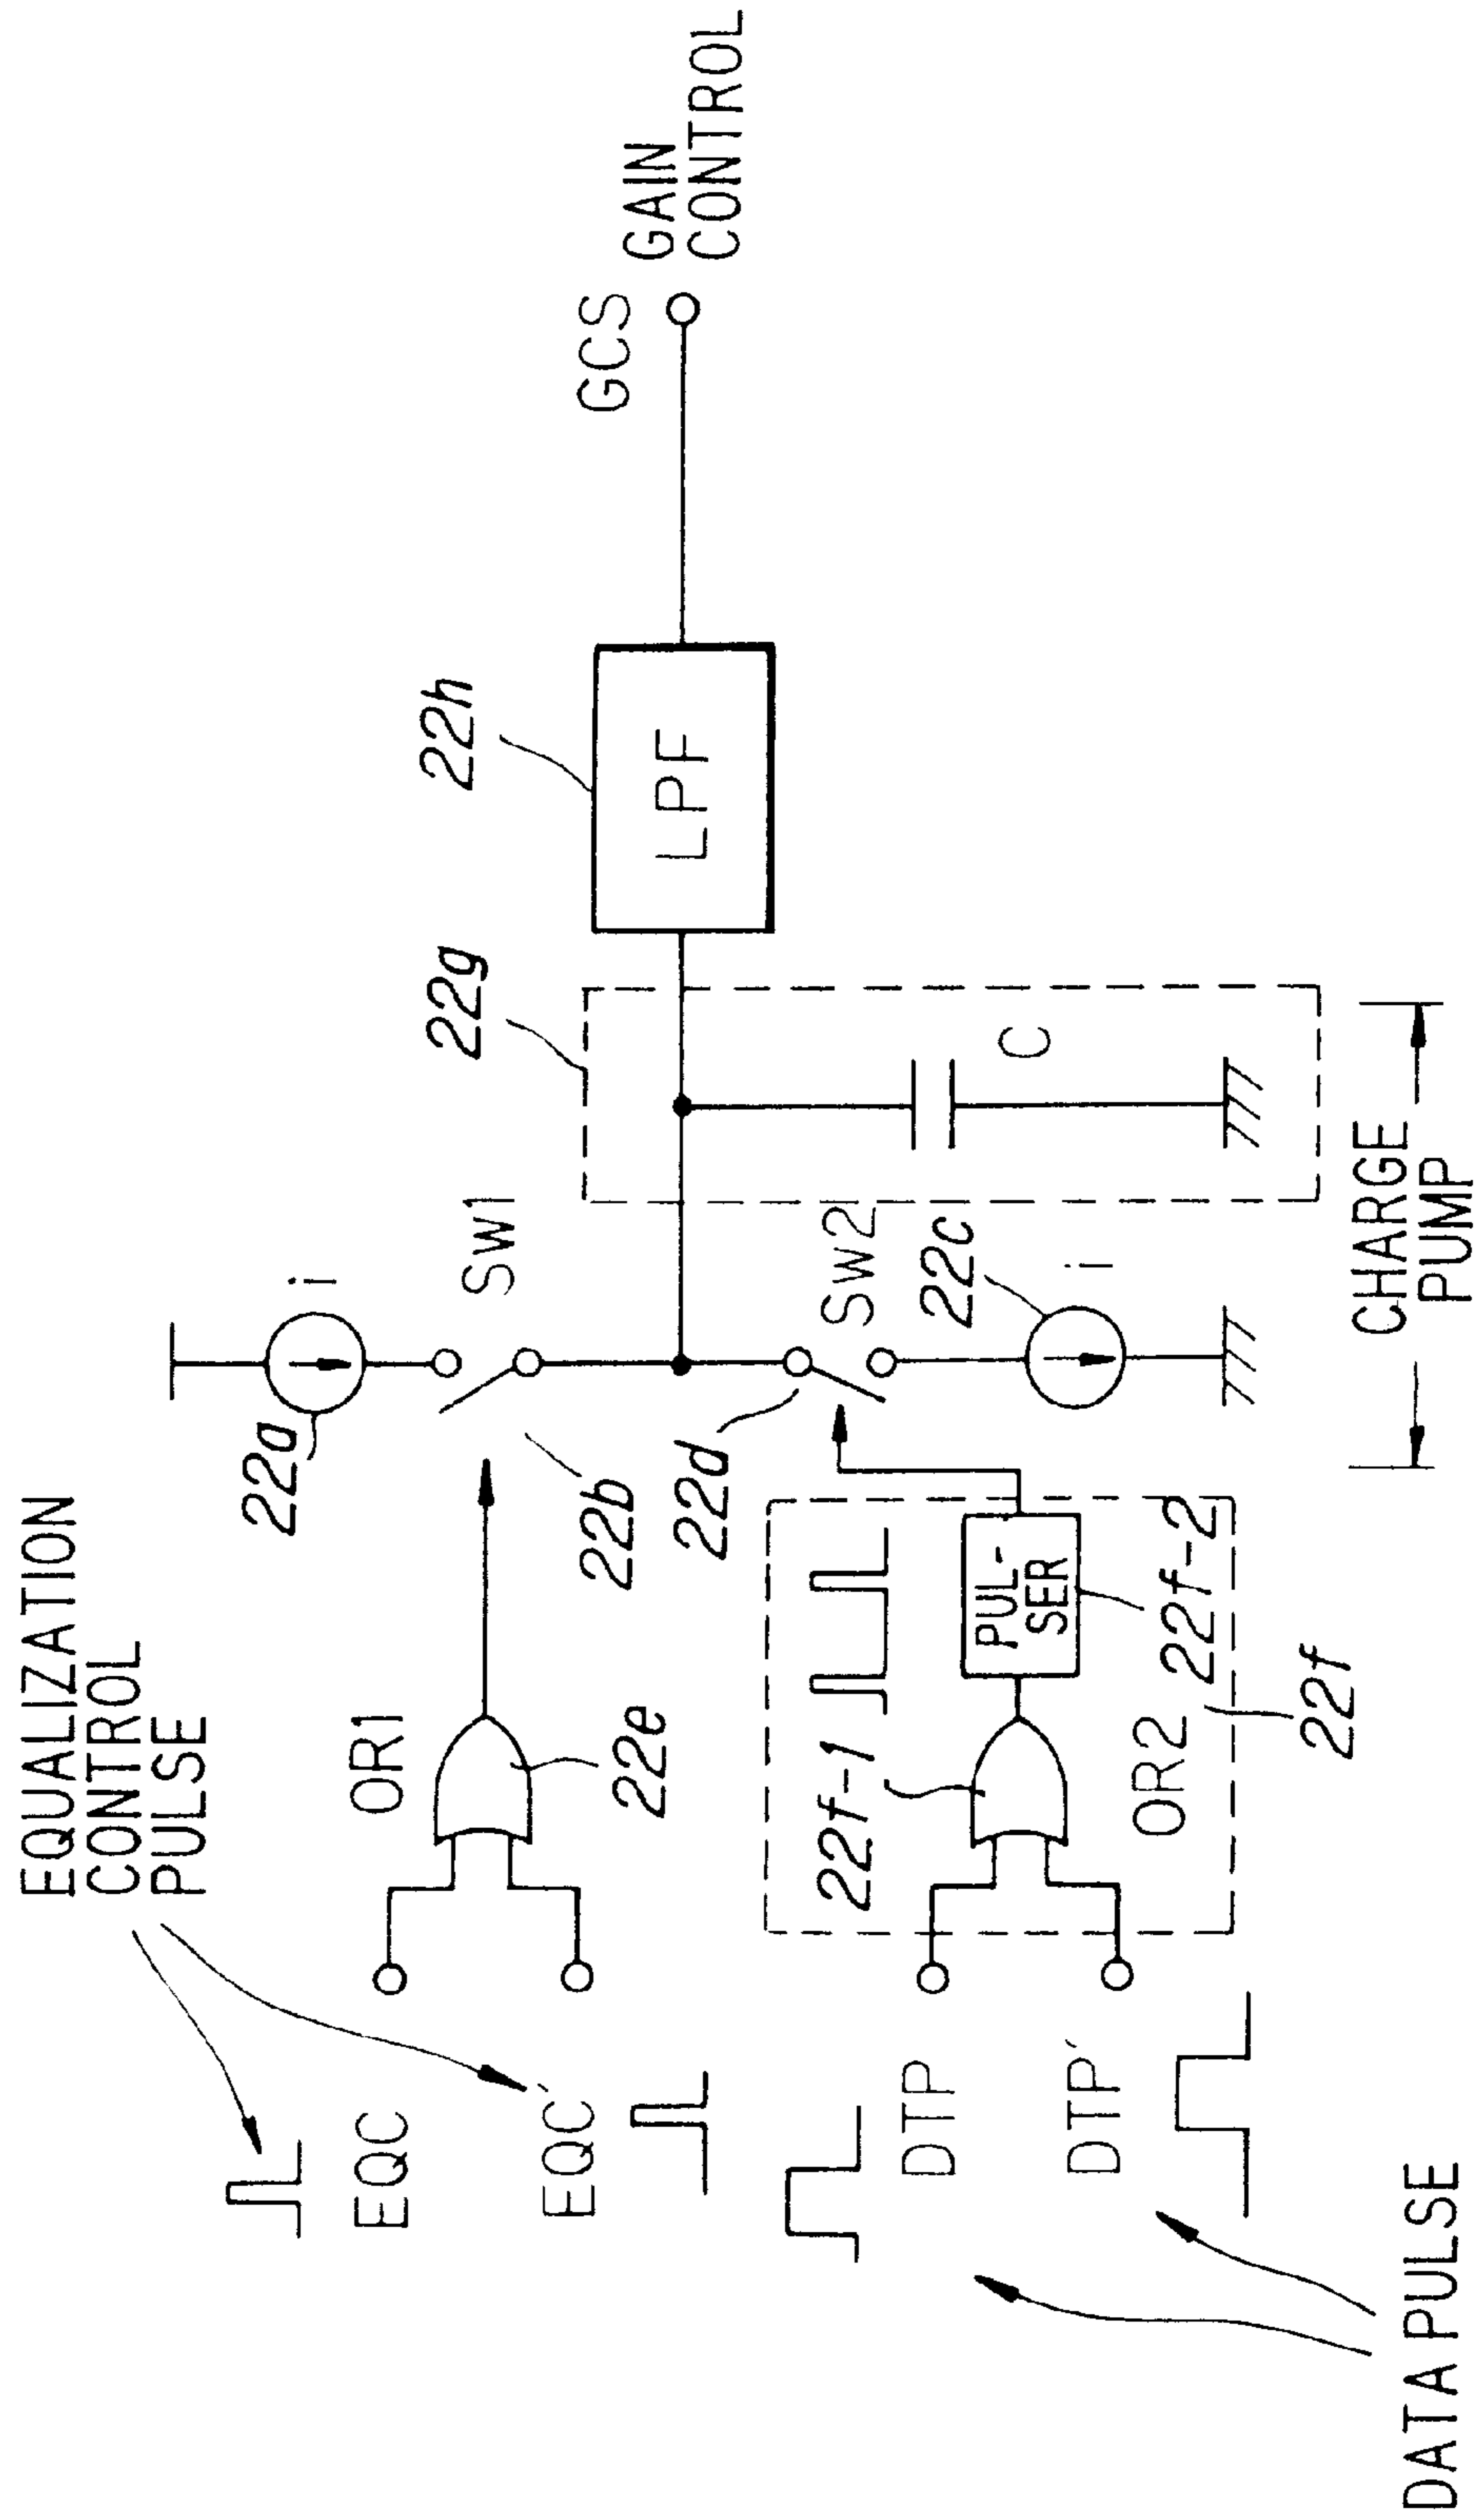 EQUALIZATION
CONTROL
PULSE
22a
i
EQC
OR1
SW1
22h
22g
EQC'
22e
22b
GCS
GAIN
CONTROL
LPF
22d
DTP
22f-1
SW2
22c
C
PUL-
SER
i
DTP'
OR2
22f-2
22f
CHARGE
PUMP
DATA PULSE